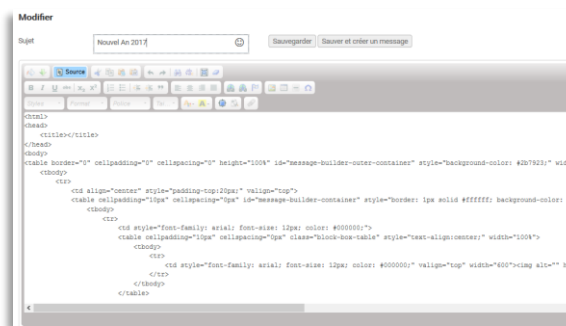 Modifier
Sujet Nouvel An 2017 Sauvegarder Sauver et créer un message
Source
B I U
Styles Format Police Tai
<html>
<head>
<title></title>
</head>
<body>
<table border="0" cellpadding="0" cellspacing="0" height="100%" id="message-builder-outer-container" style="background-color: #2b7923;" wid
<tbody>
<tr>
<td align="center" style="padding-top:20px;" valign="top">
<table cellpadding="10px" cellspacing="0px" id="message-builder-container" style="border: 1px solid #ffffff; background-color:
<tbody>
<tr>
<td style="font-family: arial; font-size: 12px; color: #000000;">
<table cellpadding="10px" cellspacing="0px" class="block-box-table" style="text-align:center;" width="100%">
<tbody>
<tr>
<td style="font-family: arial; font-size: 12px; color: #000000;" valign="top" width="600"><img alt=""
</tr>
</tbody>
</table>